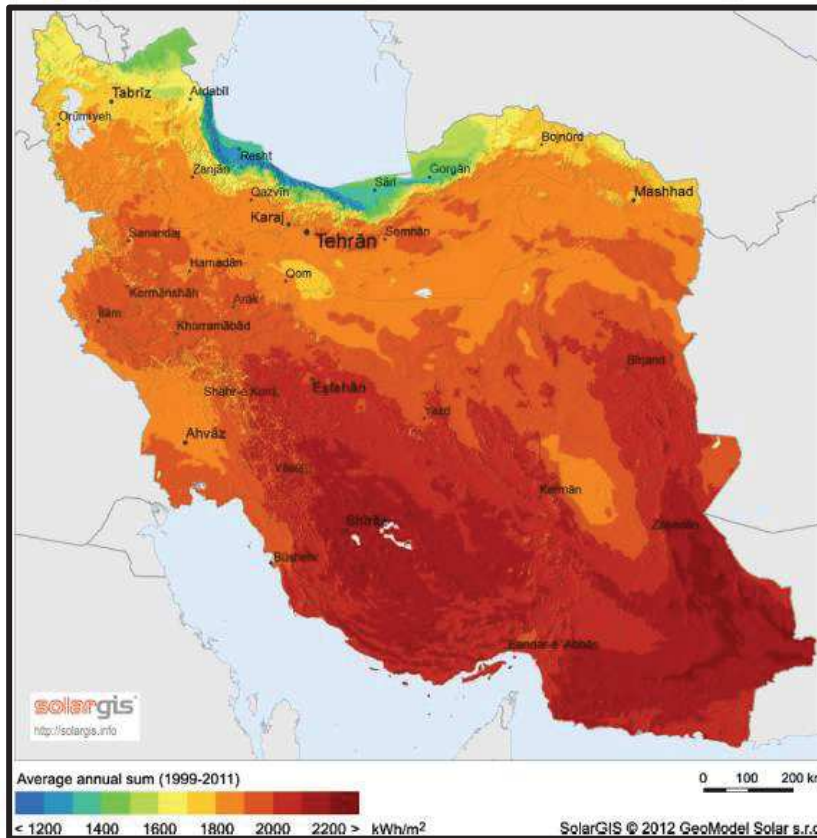 Tabrīz
Ardabīl
Orūmīyeh
Resht
Zanjān
Qazvīn
Sārī
Gorgān
Bojnūrd
Mashhad
Karaj
Tehrān
Semnān
Sanandaj
Hamadān
Qom
Kermānshāh
Arāk
Īlām
Khorramābād
Bīrjand
Shahr-e Kord
Eşfehān
Yazd
Ahvāz
Yāsūj
Kermān
Shīrāz
Zāhedān
Būshehr
Bandar-e Abbās
solargis
http://solargis.info
Average annual sum (1999-2011)
0 100 200 km
< 1200 1400 1600 1800 2000 2200 > kWh/m²
SolarGIS © 2012 GeoModel Solar s.r.o